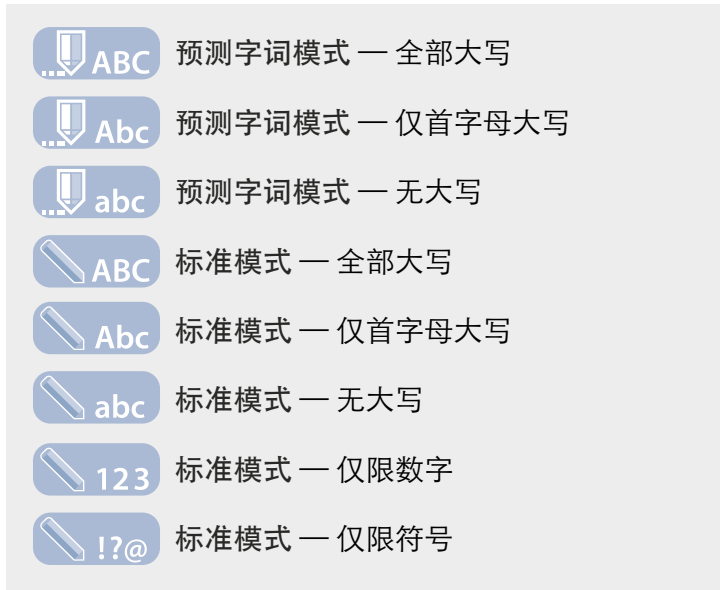 ABC 预测字词模式 — 全部大写
Abc 预测字词模式 — 仅首字母大写
abc 预测字词模式 — 无大写
ABC 标准模式 — 全部大写
Abc 标准模式 — 仅首字母大写
abc 标准模式 — 无大写
123 标准模式 — 仅限数字
!?@ 标准模式 — 仅限符号